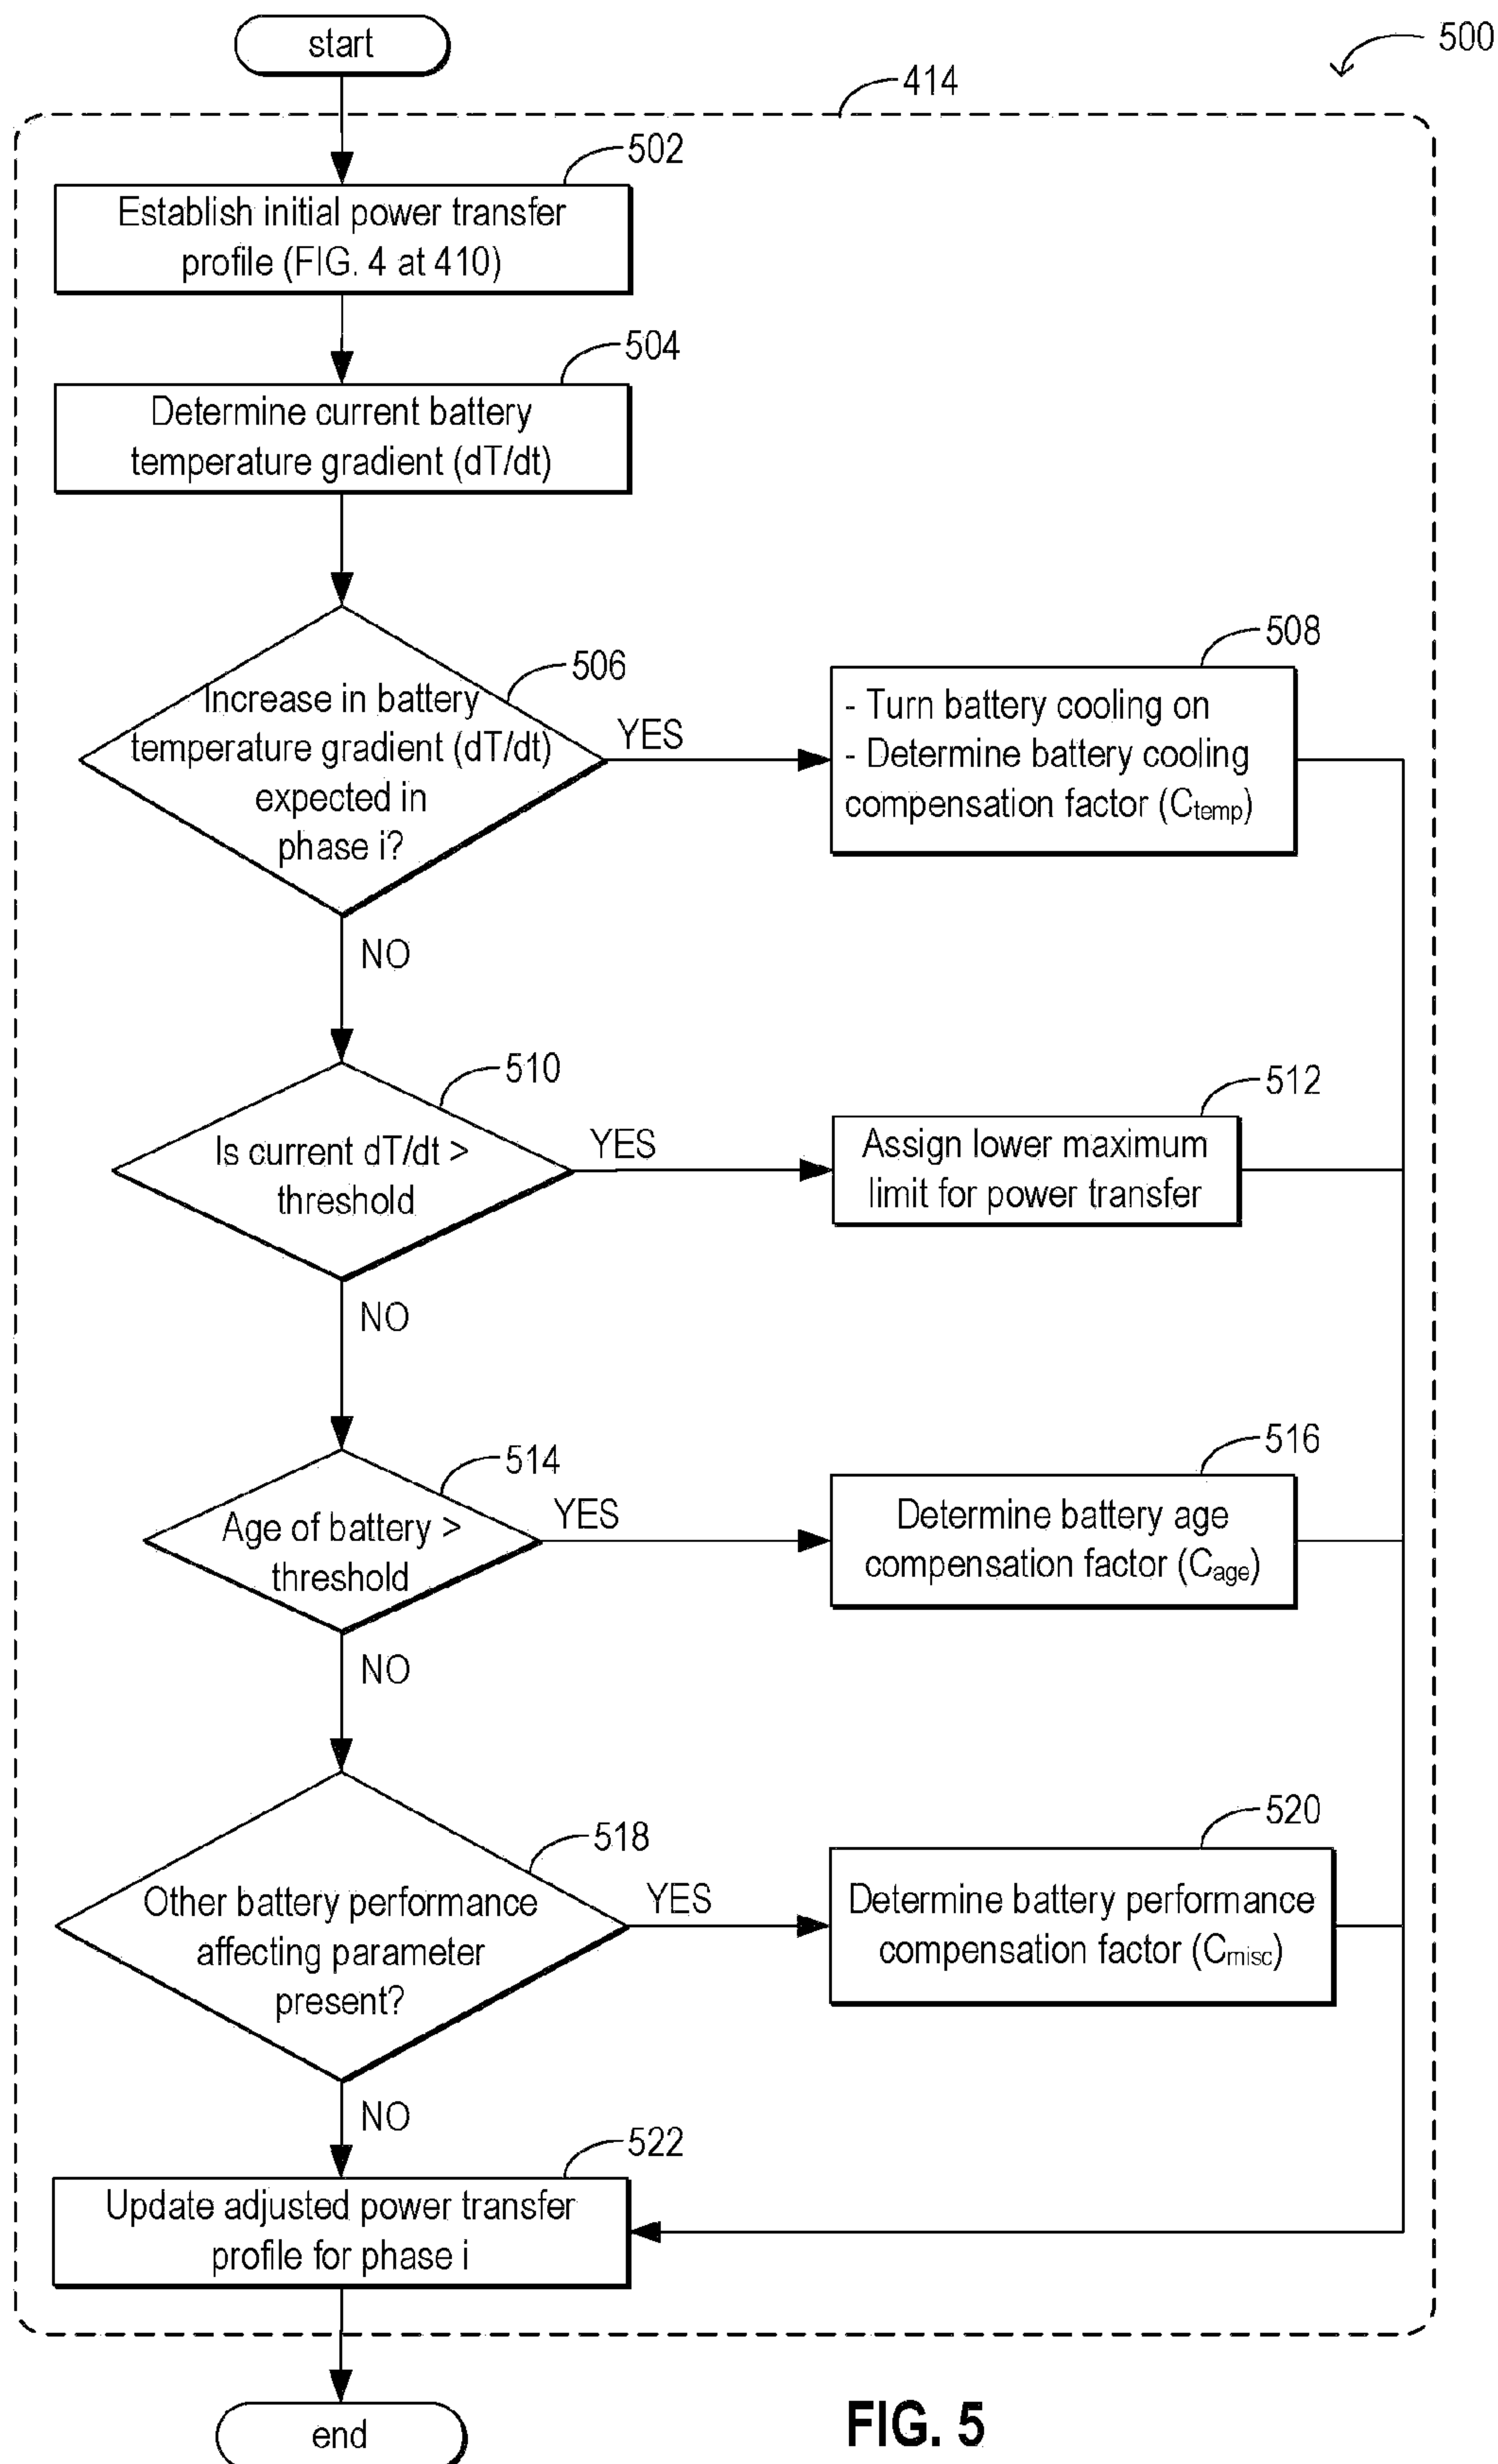 start
500
414
502
Establish initial power transfer
profile (FIG. 4 at 410)
504
Determine current battery
temperature gradient (dT/dt)
506
Increase in battery
temperature gradient (dT/dt)
expected in
phase i?
YES
508
- Turn battery cooling on
- Determine battery cooling
compensation factor (Ctemp)
NO
510
Is current dT/dt >
threshold
YES
512
Assign lower maximum
limit for power transfer
NO
514
Age of battery >
threshold
YES
516
Determine battery age
compensation factor (Cage)
NO
518
Other battery performance
affecting parameter
present?
YES
520
Determine battery performance
compensation factor (Cmisc)
NO
522
Update adjusted power transfer
profile for phase i
end
FIG. 5